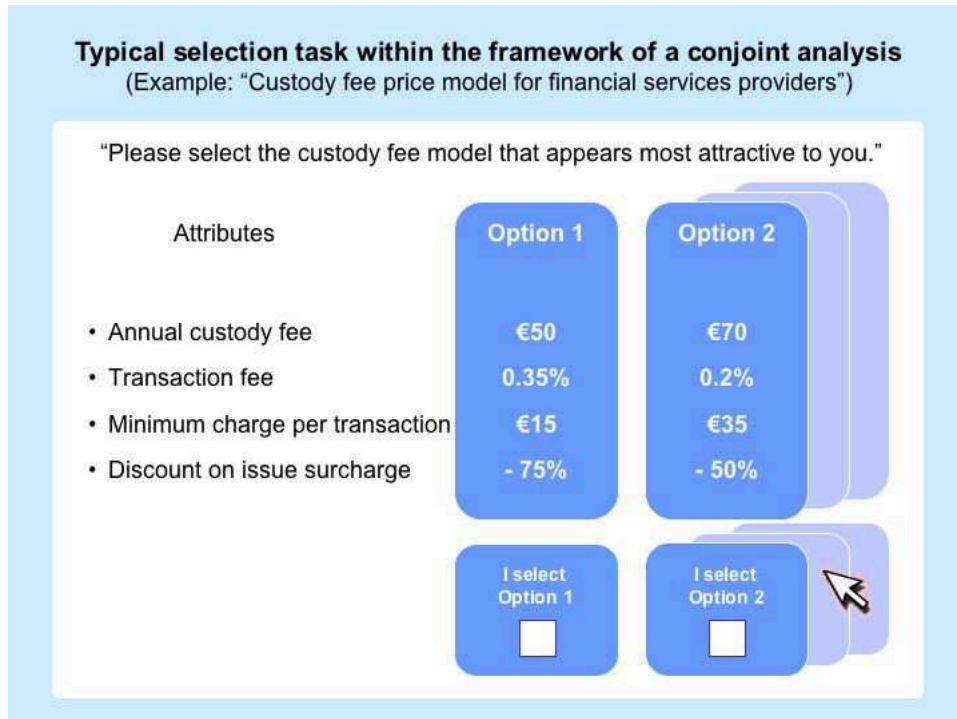 Typical selection task within the framework of a conjoint analysis
(Example: “Custody fee price model for financial services providers”)
“Please select the custody fee model that appears most attractive to you.”
Attributes Option 1 Option 2
• Annual custody fee €50 €70
• Transaction fee 0.35% 0.2%
• Minimum charge per transaction €15 €35
• Discount on issue surcharge - 75% - 50%
I select I select
Option 1 Option 2